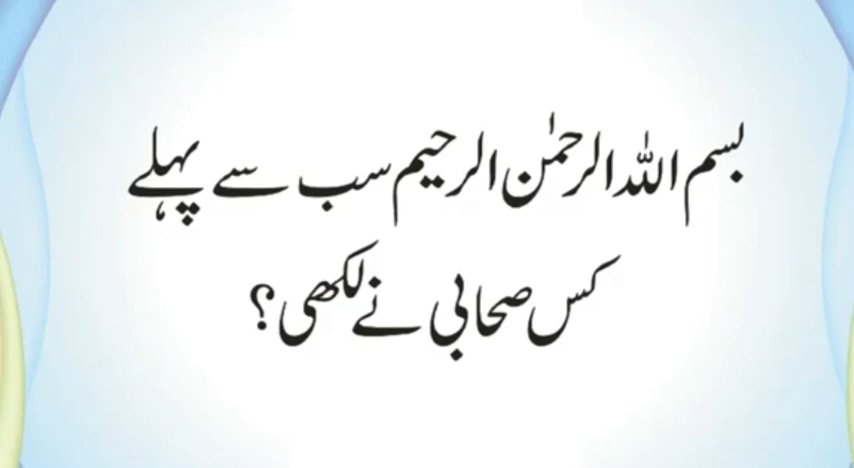 بسم اللہ الرحمٰن الرحیم سب سے پہلے
کس صحابی نے لکھی؟